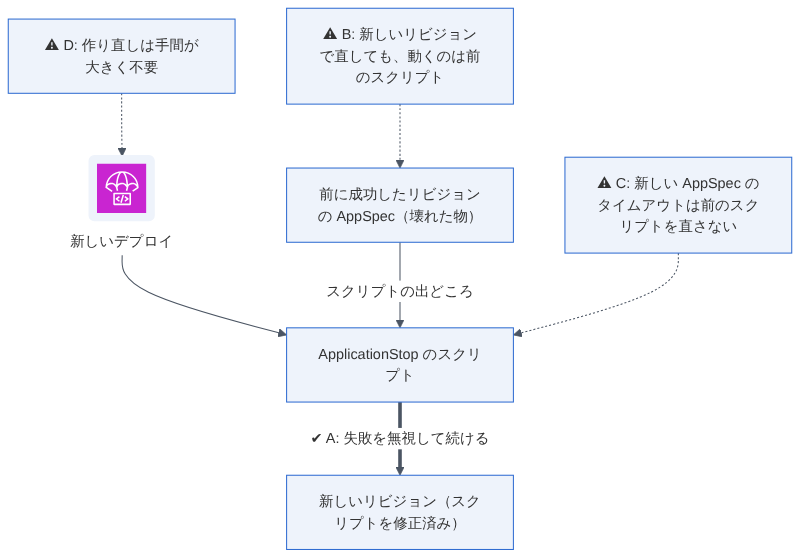 ⚠ D: 作り直しは手間が
大きく不要
⚠ B: 新しいリビジョン
で直しても、動くのは前
のスクリプト
⚠ C: 新しい AppSpec の
タイムアウトは前のスク
リプトを直さない
新しいデプロイ
前に成功したリビジョン
の AppSpec（壊れた物）
スクリプトの出どころ
ApplicationStop のスクリ
プト
✔ A: 失敗を無視して続ける
新しいリビジョン（スク
リプトを修正済み）